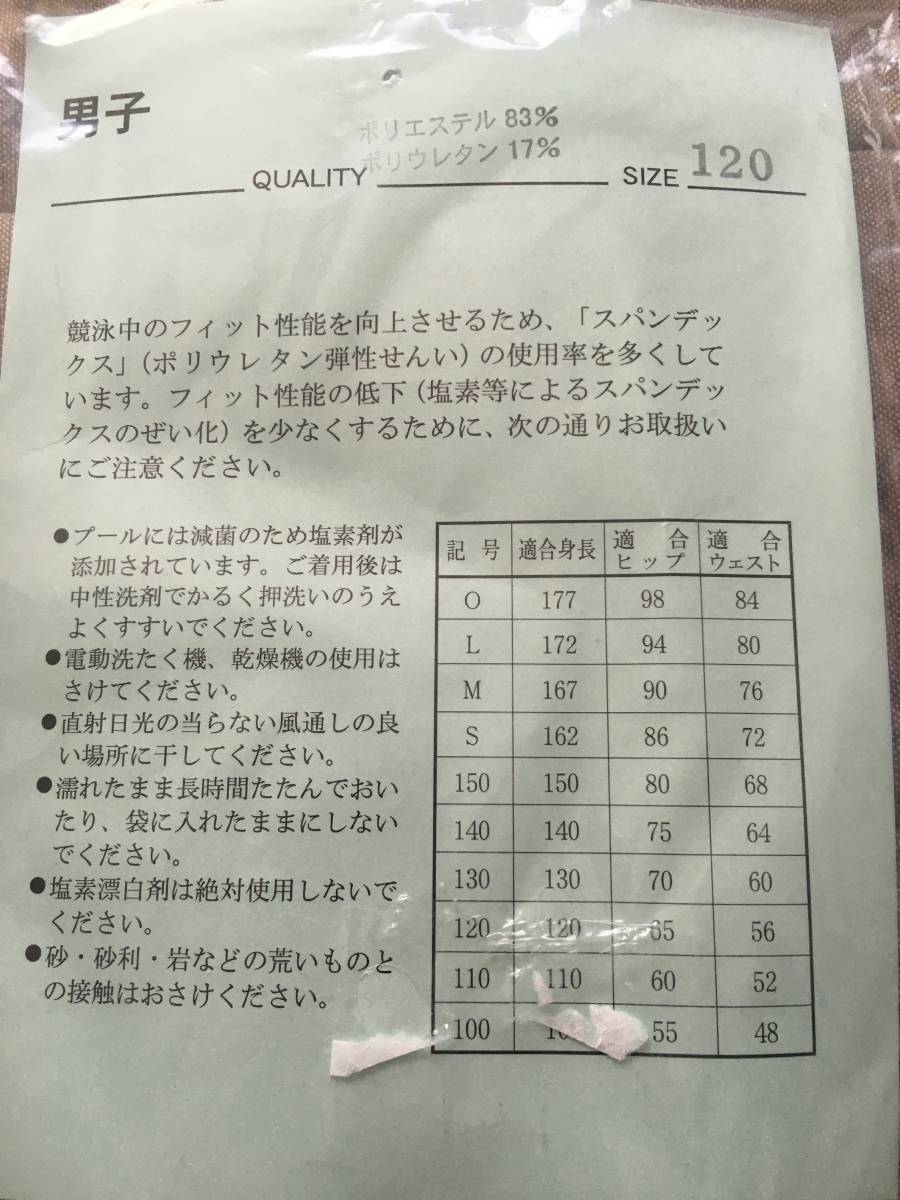 男子
ポリエステル 83%
ポリウレタン 17%
QUALITY
SIZE 120
競泳中のフィット性能を向上させるため、「スパンデッ
クス」(ポリウレタン弾性せんい)の使用率を多くして
います。フィット性能の低下(塩素等によるスパンデッ
クスのぜい化)を少なくするために、次の通りお取扱い
にご注意ください。
●プールには減菌のため塩素剤が
添加されています。ご着用後は
中性洗剤でかるく押洗いのうえ
よくすすいでください。
●電動洗たく機、乾燥機の使用は
さけてください。
●直射日光の当らない風通しの良
い場所に干してください。
●濡れたまま長時間たたんでおい
たり、袋に入れたままにしない
でください。
●塩素漂白剤は絶対使用しないで
ください。
●砂・砂利・岩などの荒いものと
の接触はおさけください。
記号 適合身長 適合ヒップ 適合ウェスト
O 177 98 84
L 172 94 80
M 167 90 76
S 162 86 72
150 150 80 68
140 140 75 64
130 130 70 60
120 120 65 56
110 110 60 52
100 55 48